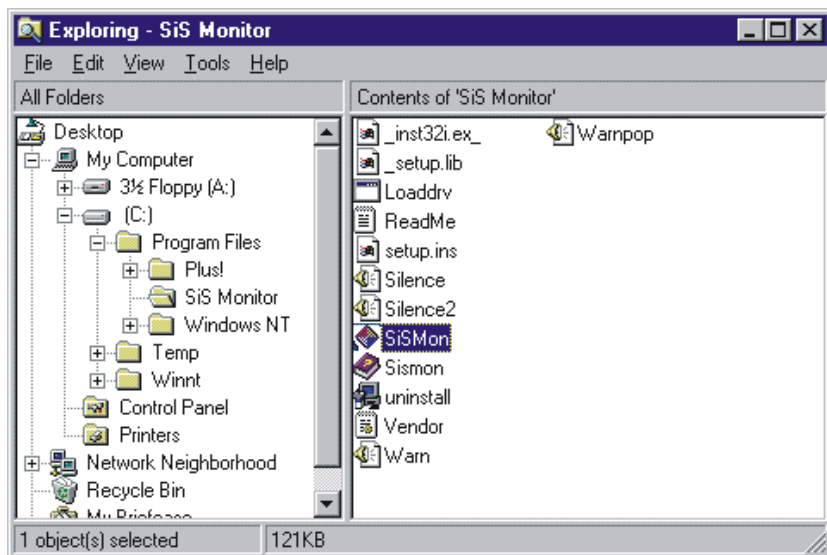 Exploring - SiS Monitor
File Edit View Tools Help
All Folders
Contents of 'SiS Monitor'
Desktop
My Computer
3½ Floppy (A:)
(C:)
Program Files
Plus!
SiS Monitor
Windows NT
Temp
Winnt
Control Panel
Printers
Network Neighborhood
Recycle Bin
My Briefcase
_inst32i.ex_
_setup.lib
Loaddrv
ReadMe
setup.ins
Silence
Silence2
SiSMon
Sismon
uninstall
Vendor
Warn
Warnpop
1 object(s) selected
121KB